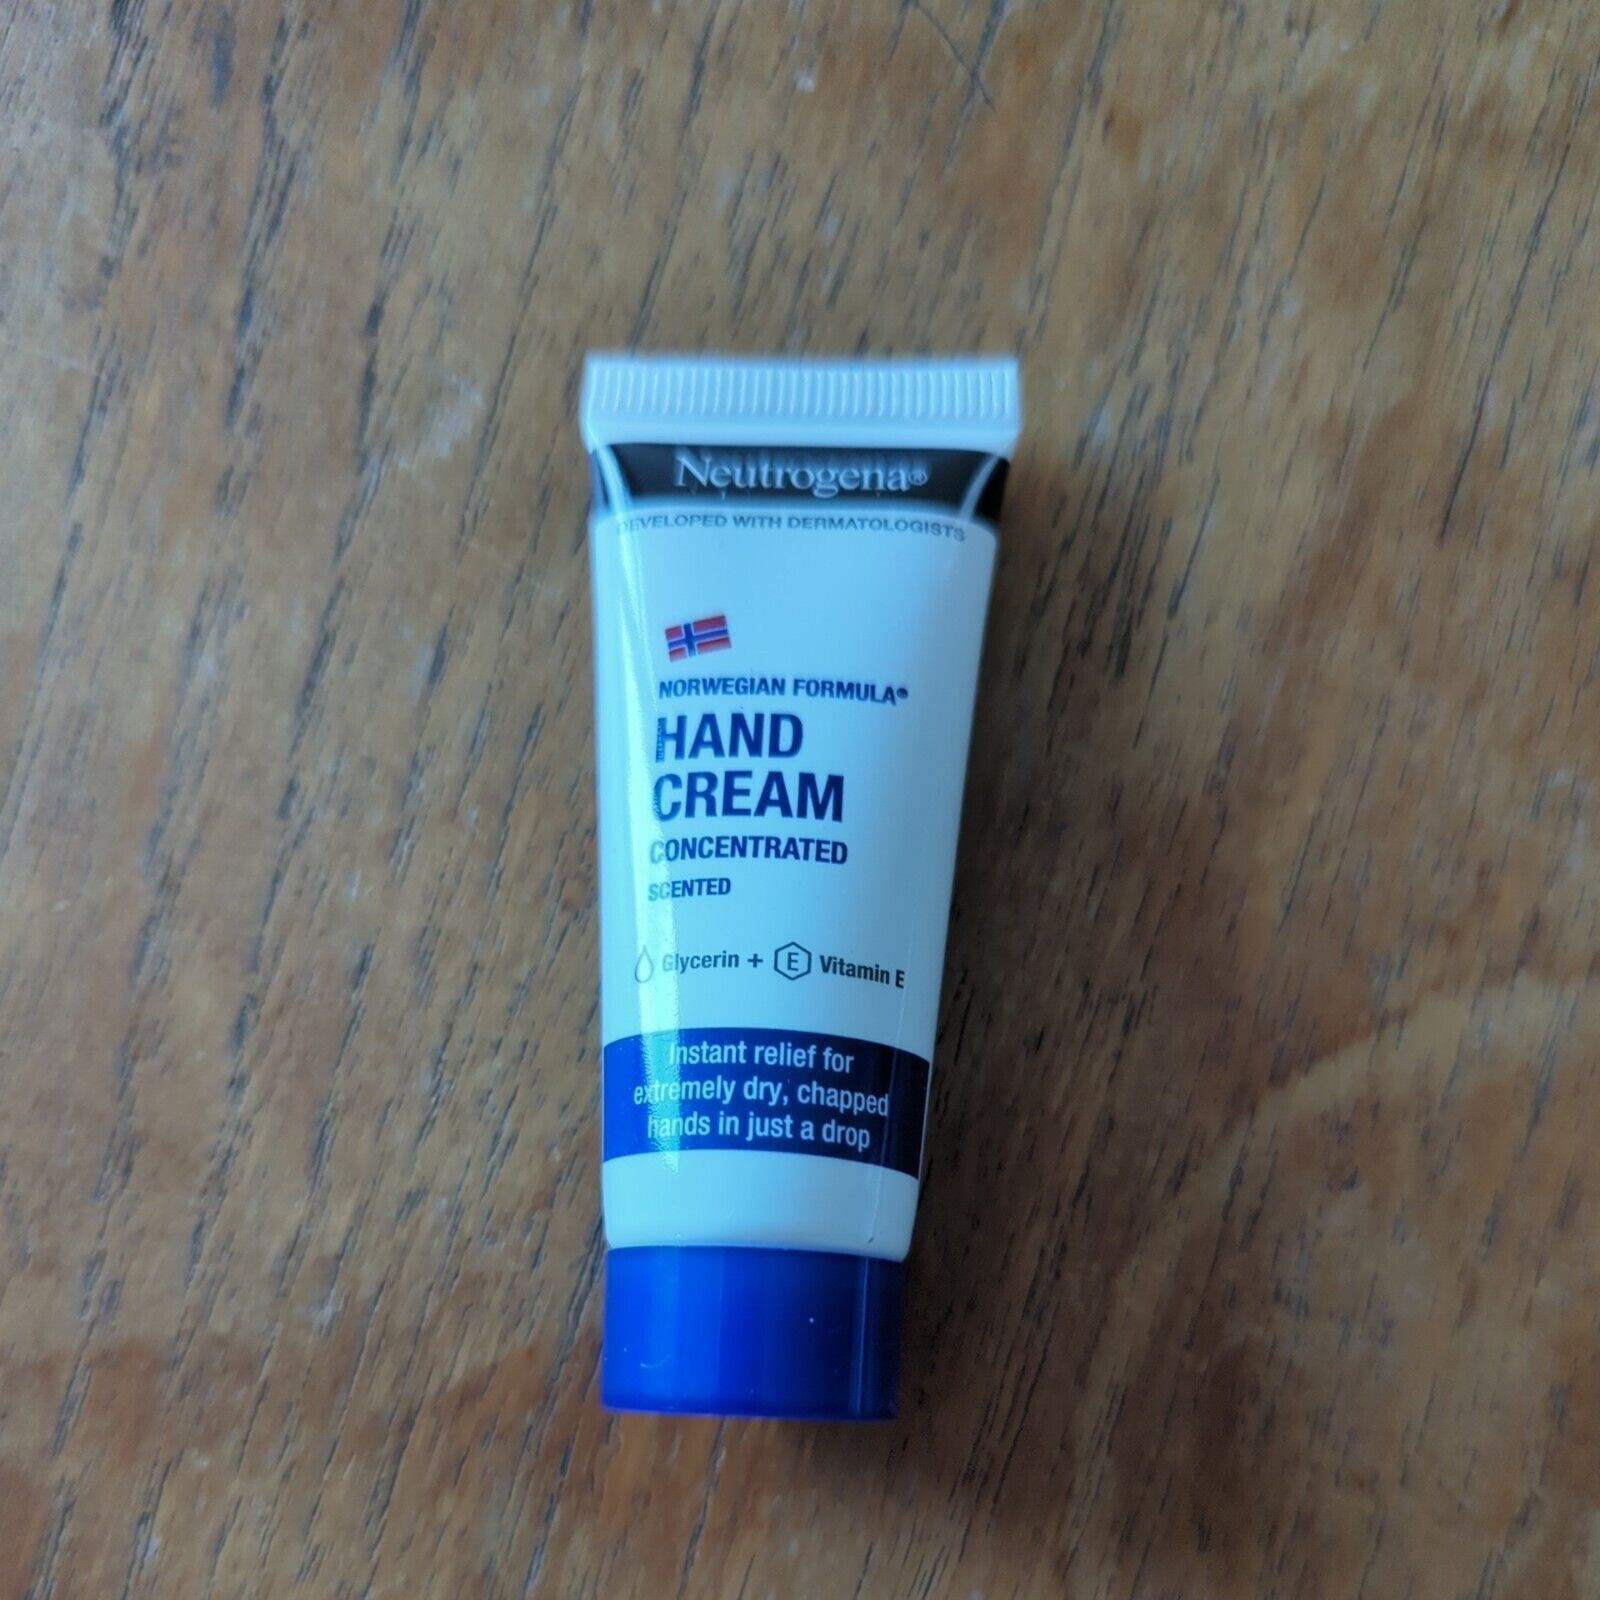 Neutrogena®
DEVELOPED WITH DERMATOLOGISTS
NORWEGIAN FORMULA®
HAND
CREAM
CONCENTRATED
SCENTED
Glycerin + E Vitamin E
Instant relief for
extremely dry, chapped
hands in just a drop